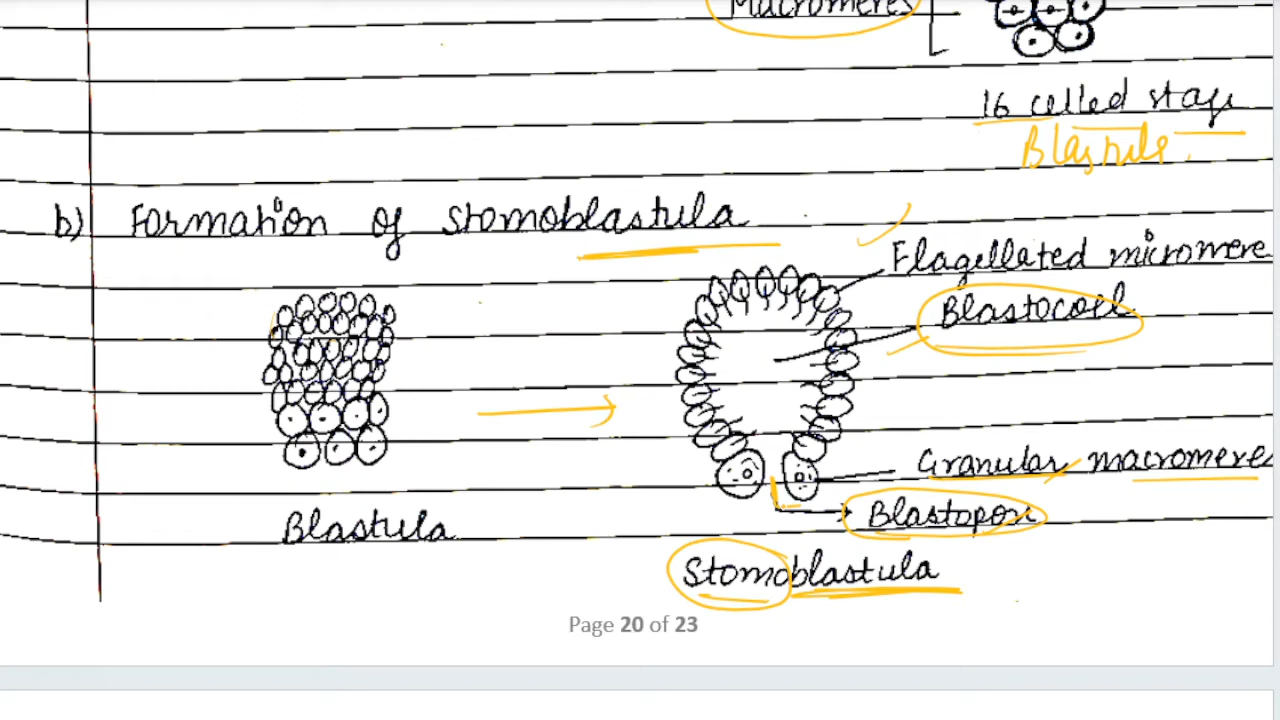 Macromeres
16 celled stage
Blastula.
b) Formation of Stomoblastula
Flagellated micromere
Blastocoel
Granular macromere
Blastopore
Blastula
Stomoblastula
Page 20 of 23